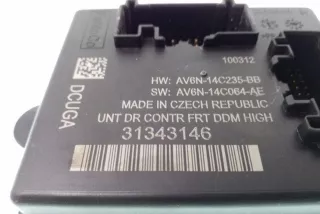 100312
HW: AV6N-14C235-BB
SW: AV6N-14C064-AE
MADE IN CZECH REPUBLIC
UNT DR CONTR FRT DDM HIGH
31343146
DCUGA